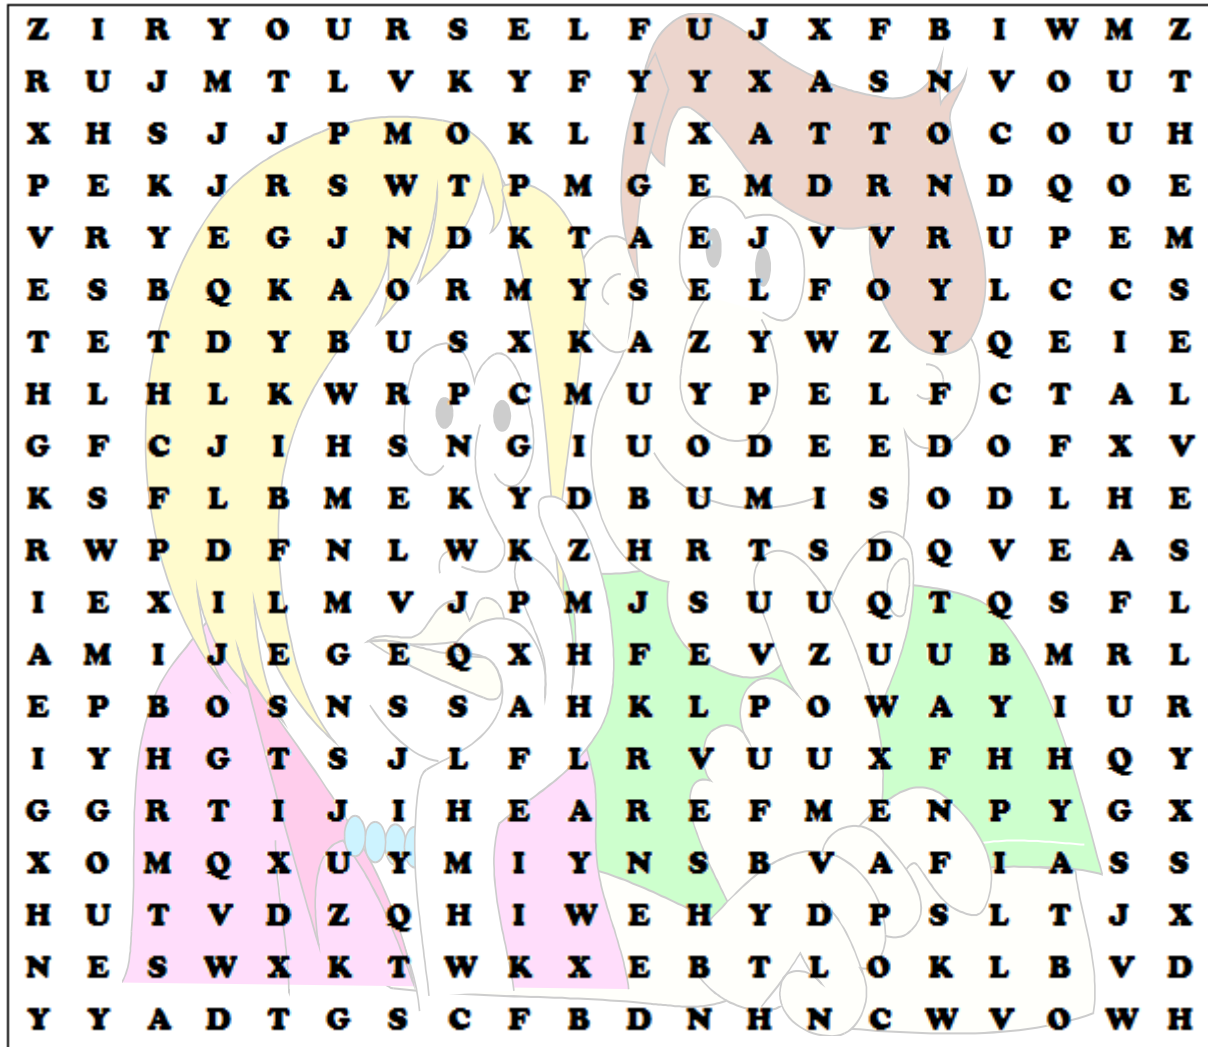 Z I R Y O U R S E L F U J X F B I W M Z
R U J M T L V K Y F Y Y X A S N V O U T
X H S J J P M O K L I X A T T O C O U H
P E K J R S W T P M G E M D R N D Q O E
V R Y E G J N D K T A E J V V R U P E M
E S B Q K A O R M Y S E L F O Y L C C S
T E T D Y B U S X K A Z Y W Z Y Q E I E
H L H L K W R P C M U Y P E L F C T A L
G F C J I H S N G I U O D E E D O F X V
K S F L B M E K Y D B U M I S O D L H E
R W P D F N L W K Z H R T S D Q V E A S
I E X I L M V J P M J S U U Q T Q S F L
A M I J E G E Q X H F E V Z U U B M R L
E P B O S N S S A H K L P O W A Y I U R
I Y H G T S J L F L R V U U X F H H Q Y
G G R T I J I H E A R E F M E N P Y G X
X O M Q X U Y M I Y N S B V A F I A S S
H U T V D Z Q H I W E H Y D P S L T J X
N E S W X K T W K X E B T L O K L B V D
Y Y A D T G S C F B D N H N C W V O W H